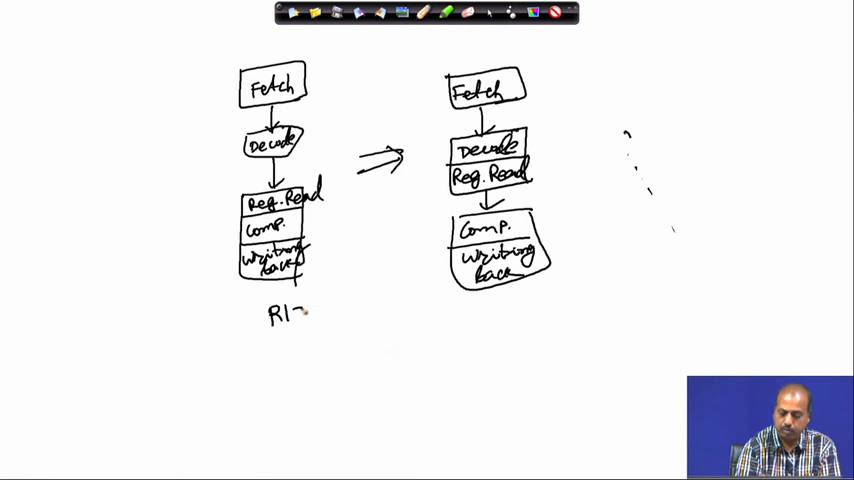 Fetch
Decode
Reg. Read
Comp.
Writing
back
R1-
Fetch
Decode
Reg. Read
Comp.
Writing
back